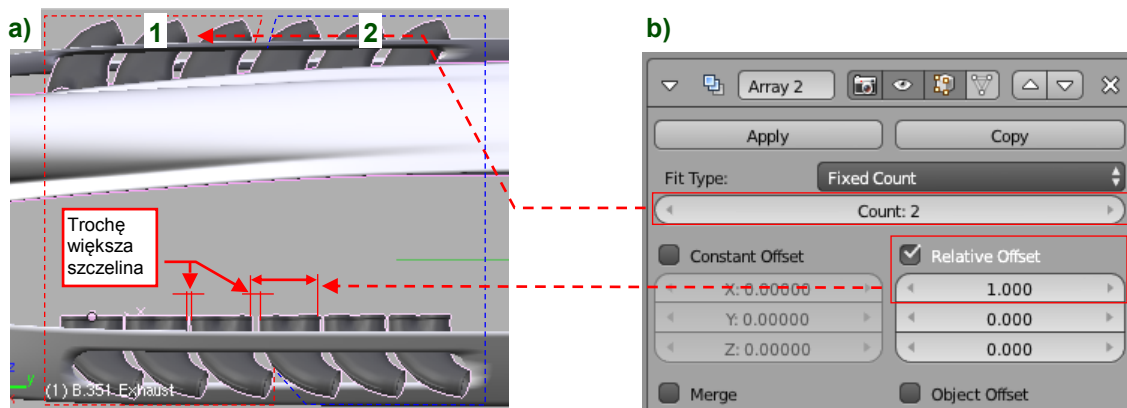 a)
1
2
Trochę
większa
szczelina
z
y
x
(1) B.351 Exhaust
b)
Array 2
Apply
Copy
Fit Type:
Fixed Count
Count: 2
Constant Offset
Relative Offset
X: 0.00000
1.000
Y: 0.00000
0.000
Z: 0.00000
0.000
Merge
Object Offset